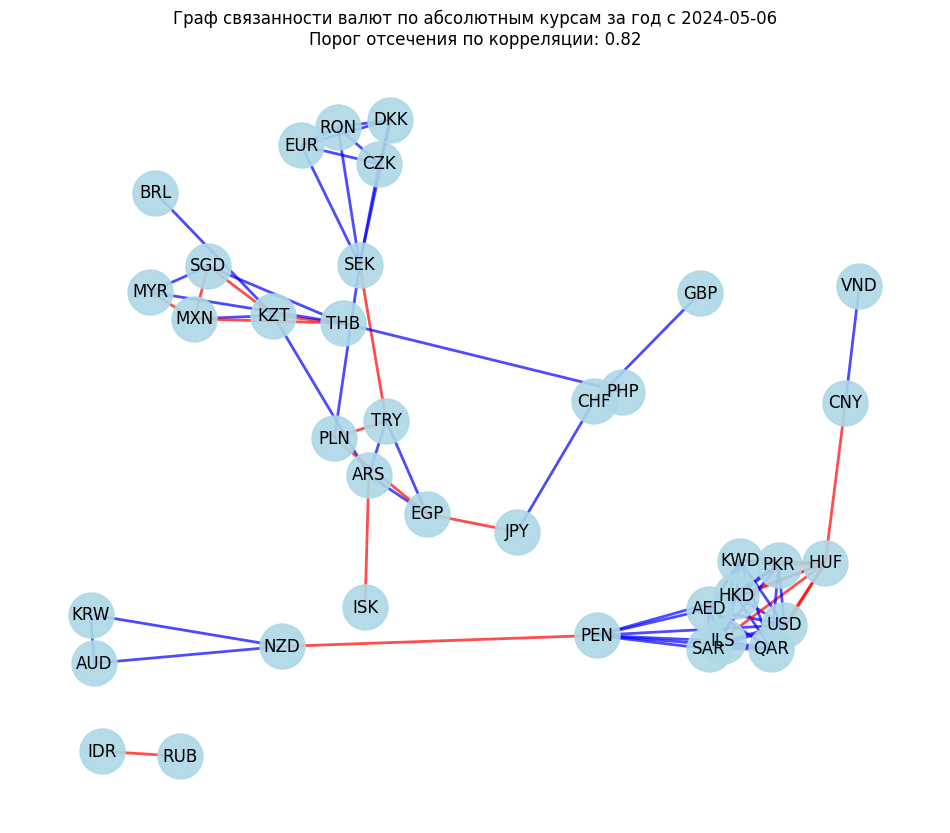 Граф связанности валют по абсолютным курсам за год с 2024-05-06
Порог отсечения по корреляции: 0.82
DKK
RON
EUR
CZK
BRL
SGD
SEK
MYR
MXN
KZT
THB
GBP
VND
PHP
CHF
CNY
TRY
PLN
ARS
EGP
JPY
KWD
PKR
HUF
HKD
AED
ISK
KRW
USD
PEN
ILS
NZD
SAR
QAR
AUD
IDR
RUB